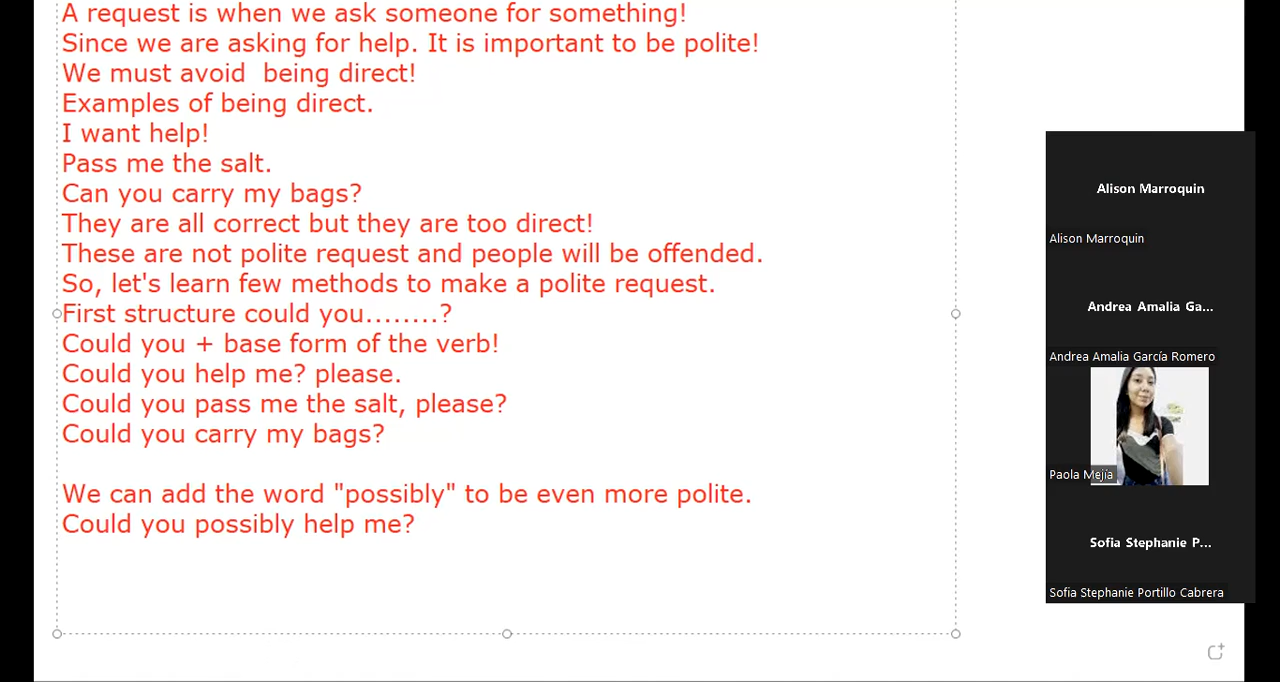 A request is when we ask someone for something!
Since we are asking for help. It is important to be polite!
We must avoid  being direct!
Examples of being direct.
I want help!
Pass me the salt.
Can you carry my bags?
They are all correct but they are too direct!
These are not polite request and people will be offended.
So, let's learn few methods to make a polite request.
First structure could you........?
Could you + base form of the verb!
Could you help me? please.
Could you pass me the salt, please?
Could you carry my bags?
We can add the word "possibly" to be even more polite.
Could you possibly help me?
Alison Marroquin
Alison Marroquin
Andrea Amalia Ga...
Andrea Amalia García Romero
Paola Mejía
Sofia Stephanie P...
Sofia Stephanie Portillo Cabrera